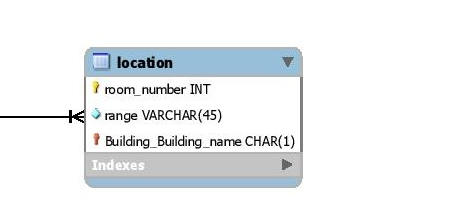 location
room_number INT
range VARCHAR(45)
Building_Building_name CHAR(1)
Indexes